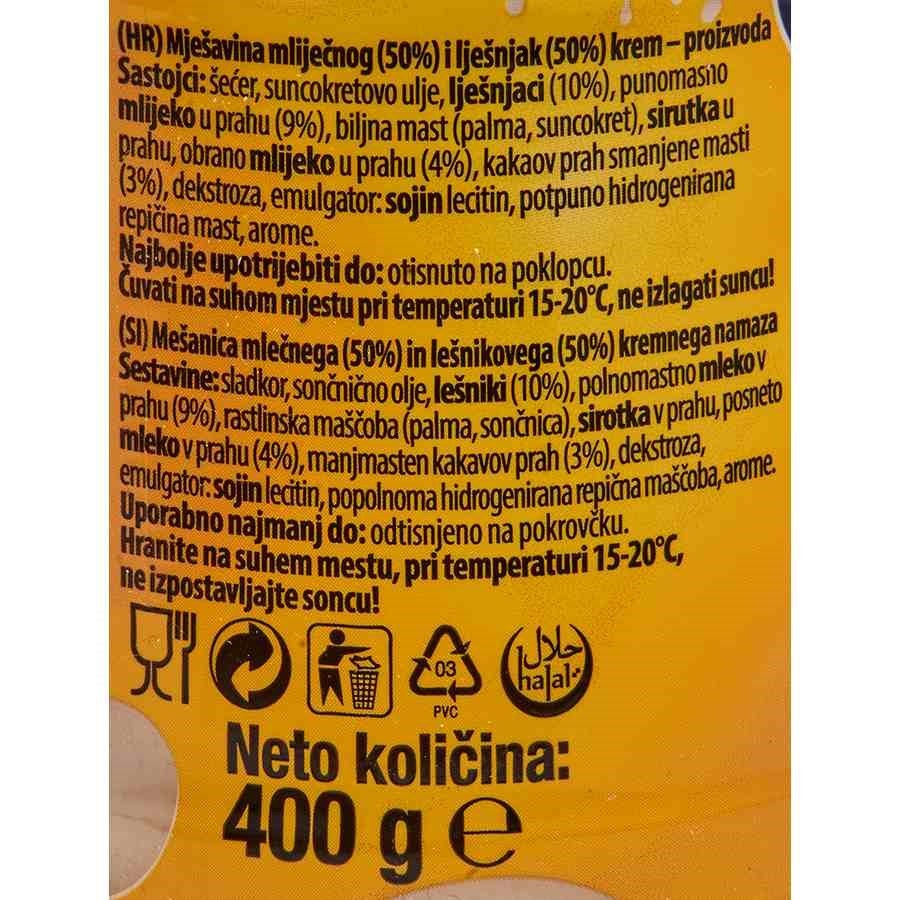 (HR) Mješavina mliječnog (50%) i lješnjak (50%) krem – proizvoda
Sastojci: šećer, suncokretovo ulje, lješnjaci (10%), punomasno
mlijeko u prahu (9%), biljna mast (palma, suncokret), sirutka u
prahu, obrano mlijeko u prahu (4%), kakaov prah smanjene masti
(3%), dekstroza, emulgator: sojin lecitin, potpuno hidrogenirana
repičina mast, arome.
Najbolje upotrijebiti do: otisnuto na poklopcu.
Čuvati na suhom mjestu pri temperaturi 15-20°C, ne izlagati suncu!
(SI) Mešanica mlečnega (50%) in lešnikovega (50%) kremnega namaza
Sestavine: sladkor, sončnično olje, lešniki (10%), polnomastno mleko v
prahu (9%), rastlinska maščoba (palma, sončnica), sirotka v prahu, posneto
mleko v prahu (4%), manjmasten kakavov prah (3%), dekstroza,
emulgator: sojin lecitin, popolnoma hidrogenirana repična maščoba, arome.
Uporabno najmanj do: odtisnjeno na pokrovčku.
Hranite na suhem mestu, pri temperaturi 15-20°C,
ne izpostavljajte soncu!
03
PVC
حلال
halal
Neto količina:
400 g e